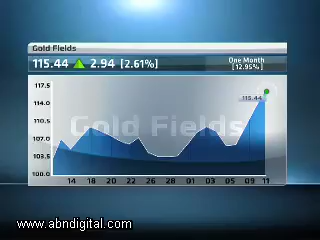 Gold Fields
115.44 2.94 [2.61%]
One Month
[12.95%]
Gold Fields
117.5
114.0
110.5
107.0
103.5
100.0
115.44
14 18 20 22 26 28 01 03 05 09 11
www.abndigital.com